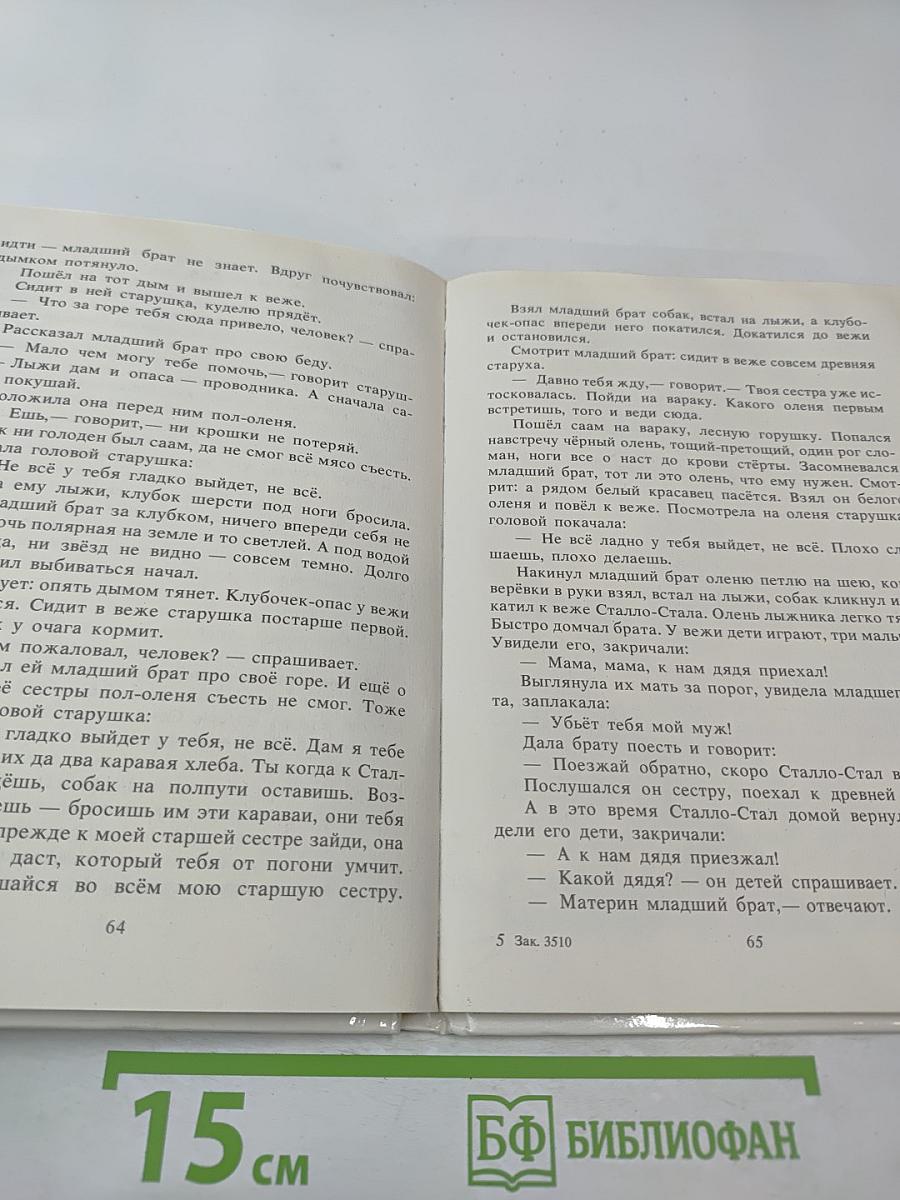 идти — младший брат не знает. Вдруг почувствовал:
дымком потянуло.
Пошёл на тот дым и вышел к веже.
Сидит в ней старушка, куделю прядёт.
— Что за горе тебя сюда привело, человек? — спра-
ивает.
Рассказал младший брат про свою беду.
— Мало чем могу тебе помочь,— говорит старуш-
— Лыжи дам и опаса — проводника. А сначала са-
покушай.
оложила она перед ним пол-оленя.
Ешь,— говорит,— ни крошки не потеряй.
к ни голоден был саам, да не смог всё мясо съесть.
ала головой старушка:
Не всё у тебя гладко выйдет, не всё.
а ему лыжи, клубок шерсти под ноги бросила.
адший брат за клубком, ничего впереди себя не
очь полярная на земле и то светлей. А под водой
да, ни звёзд не видно — совсем темно. Долго
ил выбиваться начал.
ует: опять дымом тянет. Клубочек-опас у вежи
ся. Сидит в веже старушка постарше первой.
к у очага кормит.
м пожаловал, человек? — спрашивает.
л ей младший брат про своё горе. И ещё о
её сестры пол-оленя съесть не смог. Тоже
овой старушка:
гладко выйдет у тебя, не всё. Дам я тебе
их да два каравая хлеба. Ты когда к Стал-
дёшь, собак на полпути оставишь. Воз-
ешь — бросишь им эти караваи, они тебя
прежде к моей старшей сестре зайди, она
даст, который тебя от погони умчит.
шайся во всём мою старшую сестру.
64
Взял младший брат собак, встал на лыжи, а клубо-
чек-опас впереди него покатился. Докатился до вежи
и остановился.
Смотрит младший брат: сидит в веже совсем древняя
старуха.
— Давно тебя жду,— говорит.— Твоя сестра уже ис-
тосковалась. Пойди на вараку. Какого оленя первым
встретишь, того и веди сюда.
Пошёл саам на вараку, лесную горушку. Попался
навстречу чёрный олень, тощий-претощий, один рог сло-
ман, ноги все о наст до крови стёрты. Засомневался
младший брат, тот ли это олень, что ему нужен. Смот-
рит: а рядом белый красавец пасётся. Взял он белого
оленя и повёл к веже. Посмотрела на оленя старушка
головой покачала:
— Не всё ладно у тебя выйдет, не всё. Плохо сл
шаешь, плохо делаешь.
Накинул младший брат оленю петлю на шею, ко
верёвки в руки взял, встал на лыжи, собак кликнул и
катил к веже Сталло-Стала. Олень лыжника легко тя
Быстро домчал брата. У вежи дети играют, три маль
Увидели его, закричали:
— Мама, мама, к нам дядя приехал!
Выглянула их мать за порог, увидела младшег
та, заплакала:
— Убьёт тебя мой муж!
Дала брату поесть и говорит:
— Поезжай обратно, скоро Сталло-Стал в
Послушался он сестру, поехал к древней
А в это время Сталло-Стал домой вернул
дели его дети, закричали:
— А к нам дядя приезжал!
— Какой дядя? — он детей спрашивает.
— Материн младший брат,— отвечают.
5 Зак. 3510
65
15 см
БФ БИБЛИОФАН